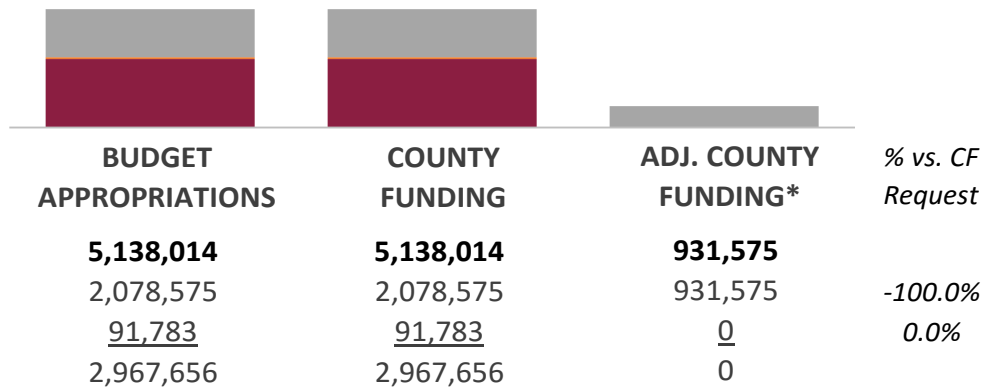 BUDGET APPROPRIATIONS COUNTY FUNDING ADJ. COUNTY FUNDING* % vs. CF Request
5,138,014 5,138,014 931,575
2,078,575 2,078,575 931,575 -100.0%
91,783 91,783 0 0.0%
2,967,656 2,967,656 0